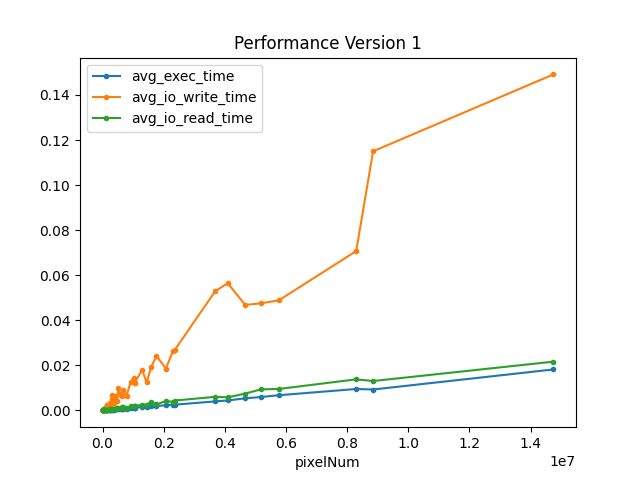 Performance Version 1
avg_exec_time
avg_io_write_time
avg_io_read_time
0.14
0.12
0.10
0.08
0.06
0.04
0.02
0.00
0.0 0.2 0.4 0.6 0.8 1.0 1.2 1.4
1e7
pixelNum